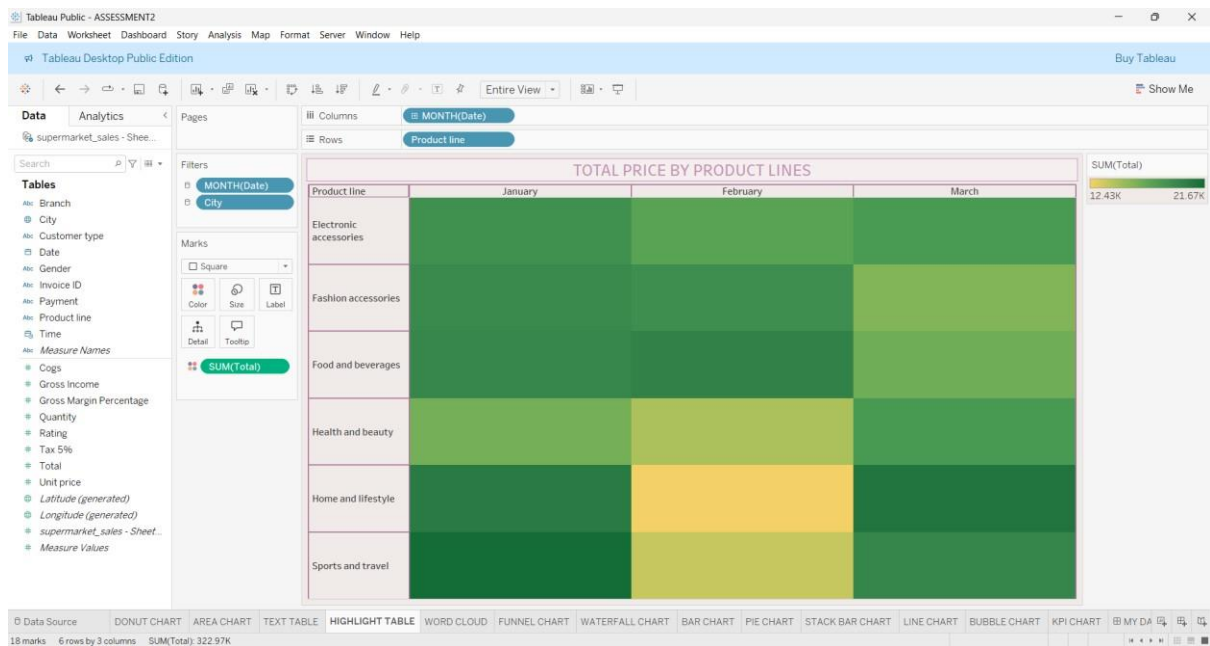 Tableau Public - ASSESSMENT2
File Data Worksheet Dashboard Story Analysis Map Format Server Window Help
Tableau Desktop Public Edition
Buy Tableau
Entire View
Show Me
Data Analytics
supermarket_sales - Shee...
Search
Tables
Abc Branch
City
Abc Customer type
Date
Abc Gender
Abc Invoice ID
Abc Payment
Abc Product line
Time
Abc Measure Names
# Cogs
# Gross Income
# Gross Margin Percentage
# Quantity
# Rating
# Tax 5%
# Total
# Unit price
Latitude (generated)
Longitude (generated)
# supermarket_sales - Sheet...
# Measure Values
Pages
Filters
MONTH(Date)
City
Marks
Square
Color Size Label
Detail Tooltip
SUM(Total)
Columns MONTH(Date)
Rows Product line
TOTAL PRICE BY PRODUCT LINES
Product line January February March
Electronic
accessories
Fashion accessories
Food and beverages
Health and beauty
Home and lifestyle
Sports and travel
SUM(Total)
12.43K 21.67K
Data Source DONUT CHART AREA CHART TEXT TABLE HIGHLIGHT TABLE WORD CLOUD FUNNEL CHART WATERFALL CHART BAR CHART PIE CHART STACK BAR CHART LINE CHART BUBBLE CHART KPI CHART MY DA
18 marks 6 rows by 3 columns SUM(Total): 322.97K